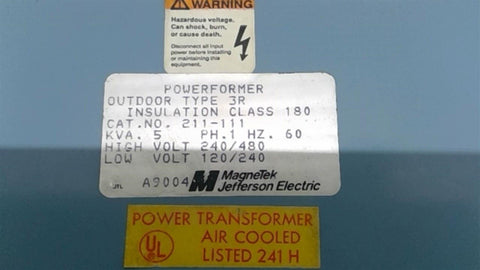 WARNING
Hazardous voltage.
Can shock, burn,
or cause death.
Disconnect all input
power before installing
or maintaining this
equipment.
POWERFORMER
OUTDOOR TYPE 3R
INSULATION CLASS 180
CAT.NO. 211-111
KVA. 5 PH.1 HZ. 60
HIGH VOLT 240/480
LOW VOLT 120/240
JTL A9004 MagneTek
Jefferson Electric
POWER TRANSFORMER
UL AIR COOLED
LISTED 241 H